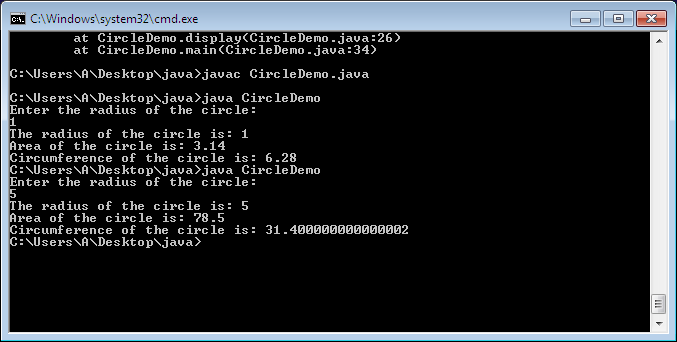 C:\Windows\system32\cmd.exe
at CircleDemo.display(CircleDemo.java:26)
at CircleDemo.main(CircleDemo.java:34)
C:\Users\A\Desktop\java>javac CircleDemo.java
C:\Users\A\Desktop\java>java CircleDemo
Enter the radius of the circle:
1
The radius of the circle is: 1
Area of the circle is: 3.14
Circumference of the circle is: 6.28
C:\Users\A\Desktop\java>java CircleDemo
Enter the radius of the circle:
5
The radius of the circle is: 5
Area of the circle is: 78.5
Circumference of the circle is: 31.400000000000002
C:\Users\A\Desktop\java>